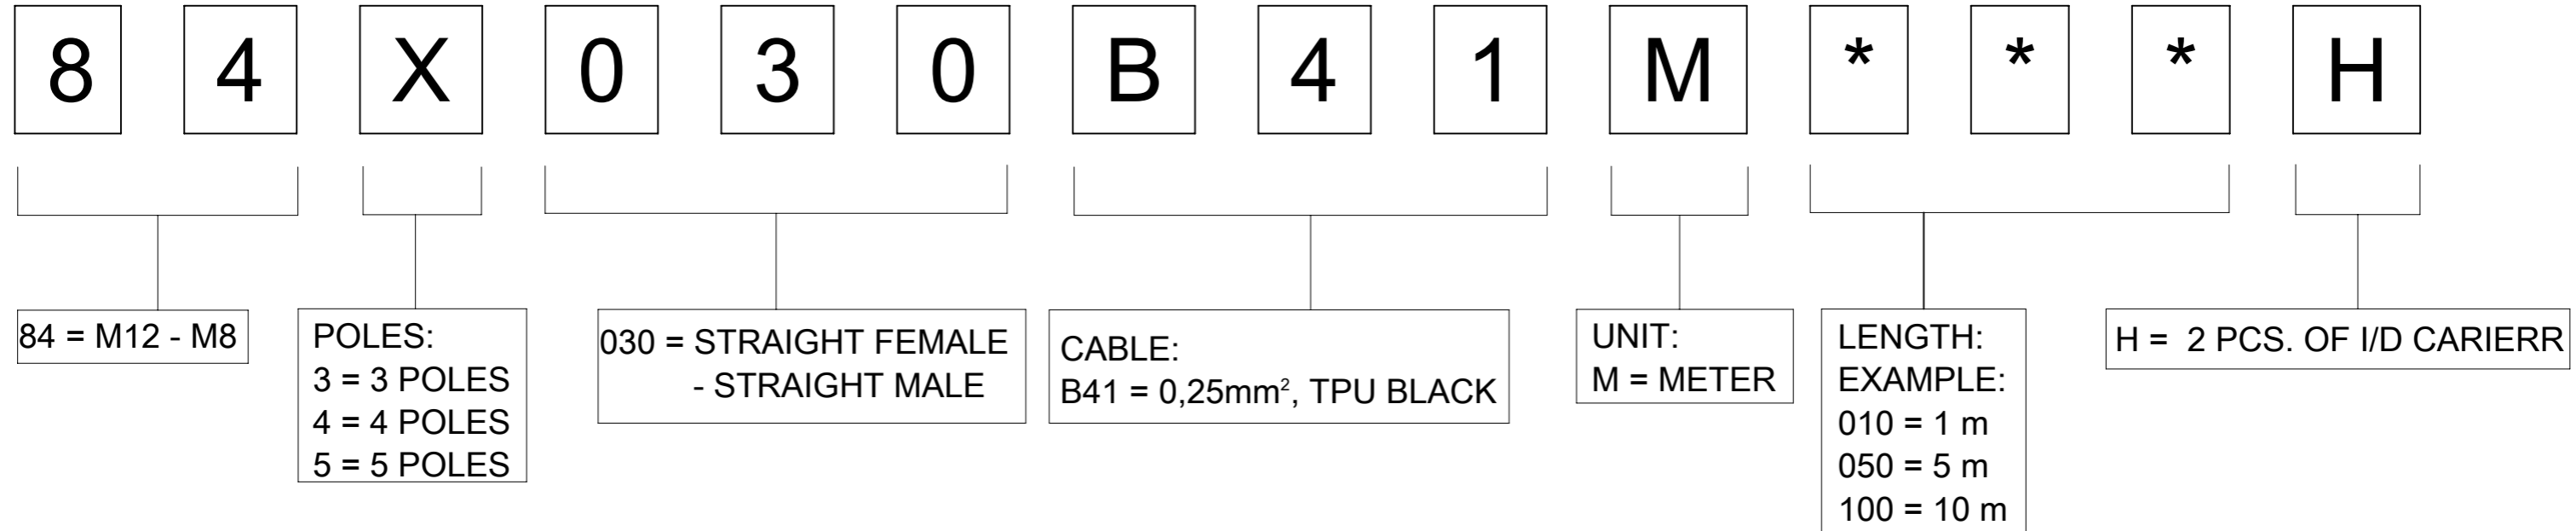 8 4 X 0 3 0 B 4 1 M * * * H
84 = M12 - M8
POLES:
3 = 3 POLES
4 = 4 POLES
5 = 5 POLES
030 = STRAIGHT FEMALE
- STRAIGHT MALE
CABLE:
B41 = 0,25mm², TPU BLACK
UNIT:
M = METER
LENGTH:
EXAMPLE:
010 = 1 m
050 = 5 m
100 = 10 m
H = 2 PCS. OF I/D CARIERR